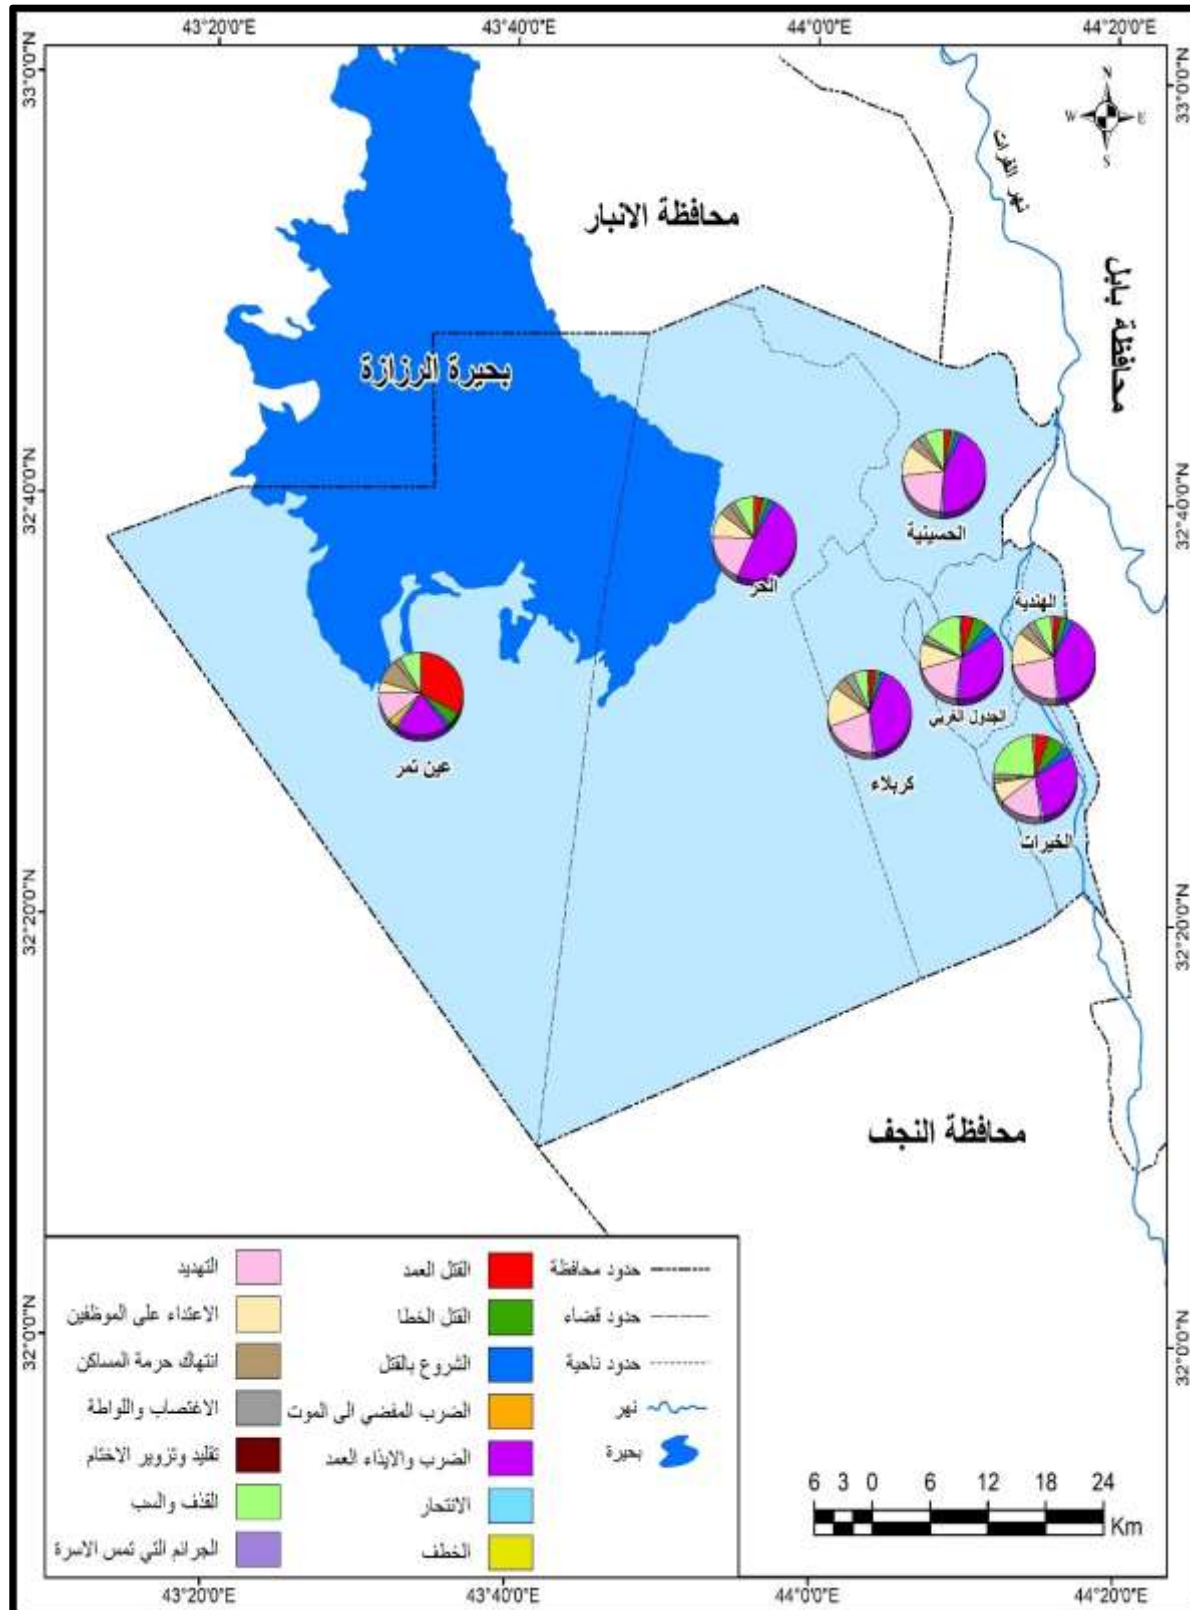 43°20'0"E 43°40'0"E 44°0'0"E 44°20'0"E
33°0'0"N
33°0'0"N
N
W E
S
نهر الفرات
محافظة الانبار
محافظة بابل
بحيرة الرزازة
32°40'0"N
32°40'0"N
الحسينية
الحر
الهندية
الجدول الغربي
عين تمر
كربلاء
الخيرات
32°20'0"N
32°20'0"N
محافظة النجف
حدود محافظة
القتل العمد
التهديد
حدود قضاء
القتل الخطا
الاعتداء على الموظفين
حدود ناحية
الشروع بالقتل
انتهاك حرمة المساكن
نهر
الضرب المفضي الى الموت
الاغتصاب واللواطة
بحيرة
الضرب والايذاء العمد
تقليد وتزوير الاختام
الانتحار
القذف والسب
الخطف
الجرائم التي تمس الاسرة
32°0'0"N
32°0'0"N
6 3 0 6 12 18 24
Km
43°20'0"E 43°40'0"E 44°0'0"E 44°20'0"E